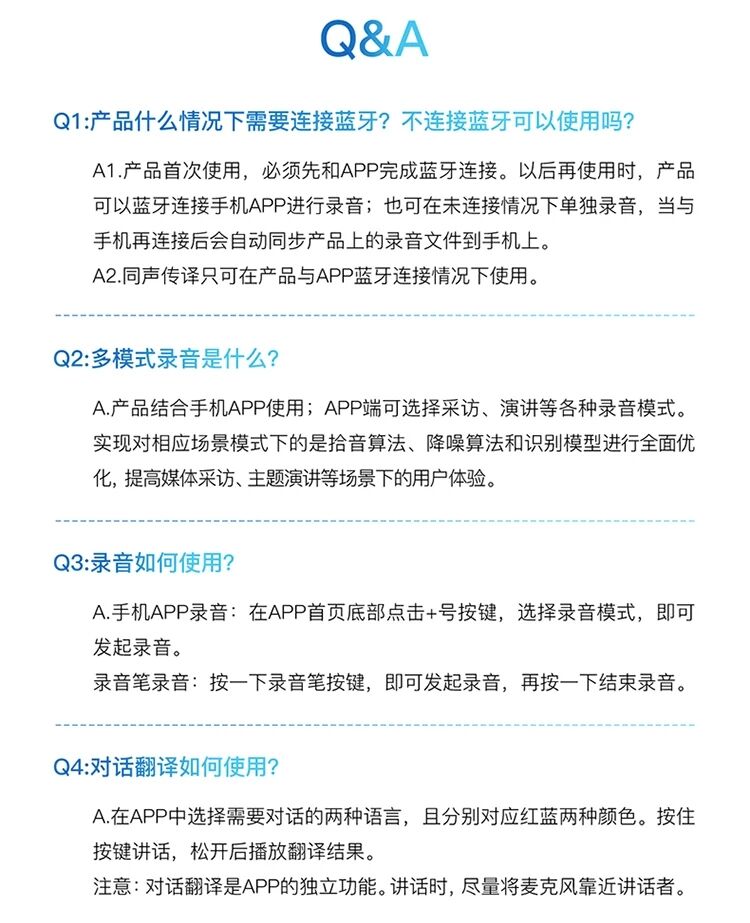 Q&A
Q1:产品什么情况下需要连接蓝牙？不连接蓝牙可以使用吗？
A1.产品首次使用，必须先和APP完成蓝牙连接。以后再使用时，产品
可以蓝牙连接手机APP进行录音；也可在未连接情况下单独录音，当与
手机再连接后会自动同步产品上的录音文件到手机上。
A2.同声传译只可在产品与APP蓝牙连接情况下使用。
Q2:多模式录音是什么？
A.产品结合手机APP使用；APP端可选择采访、演讲等各种录音模式。
实现对相应场景模式下的是拾音算法、降噪算法和识别模型进行全面优
化，提高媒体采访、主题演讲等场景下的用户体验。
Q3:录音如何使用？
A.手机APP录音：在APP首页底部点击+号按键，选择录音模式，即可
发起录音。
录音笔录音：按一下录音笔按键，即可发起录音，再按一下结束录音。
Q4:对话翻译如何使用？
A.在APP中选择需要对话的两种语言，且分别对应红蓝两种颜色。按住
按键讲话，松开后播放翻译结果。
注意：对话翻译是APP的独立功能。讲话时，尽量将麦克风靠近讲话者。